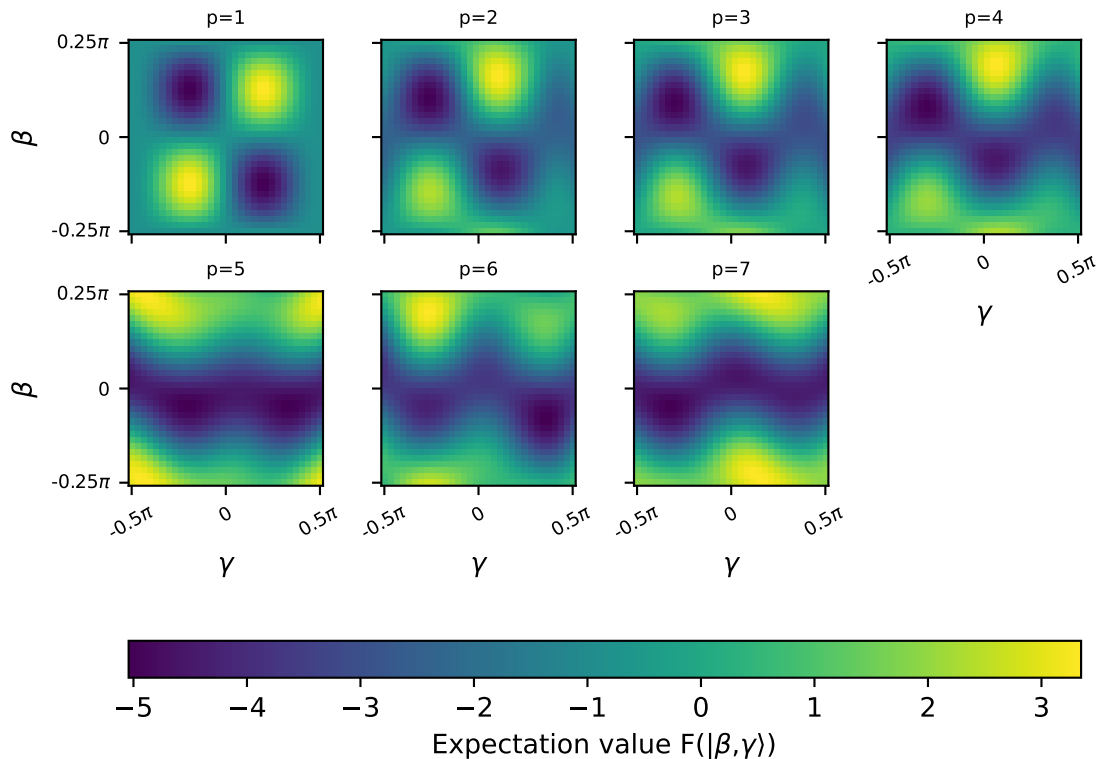 p=1 p=2 p=3 p=4
0.25π
β
0
-0.25π
-0.5π 0 0.5π
γ
p=5 p=6 p=7
0.25π
β
0
-0.25π
-0.5π 0 0.5π -0.5π 0 0.5π -0.5π 0 0.5π
γ γ γ
−5 −4 −3 −2 −1 0 1 2 3
Expectation value F(|β,γ⟩)